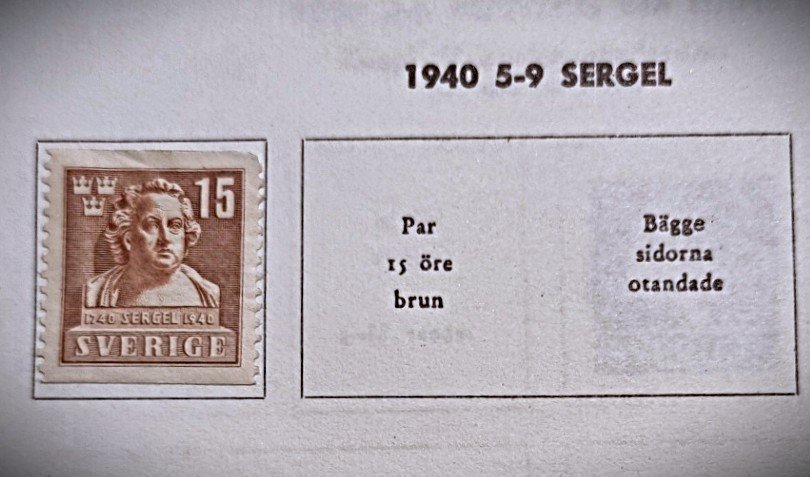 1940 5-9 SERGEL
15
1740 SERGEL 1940
SVERIGE
Par
15 öre
brun
Bägge
sidorna
otandade